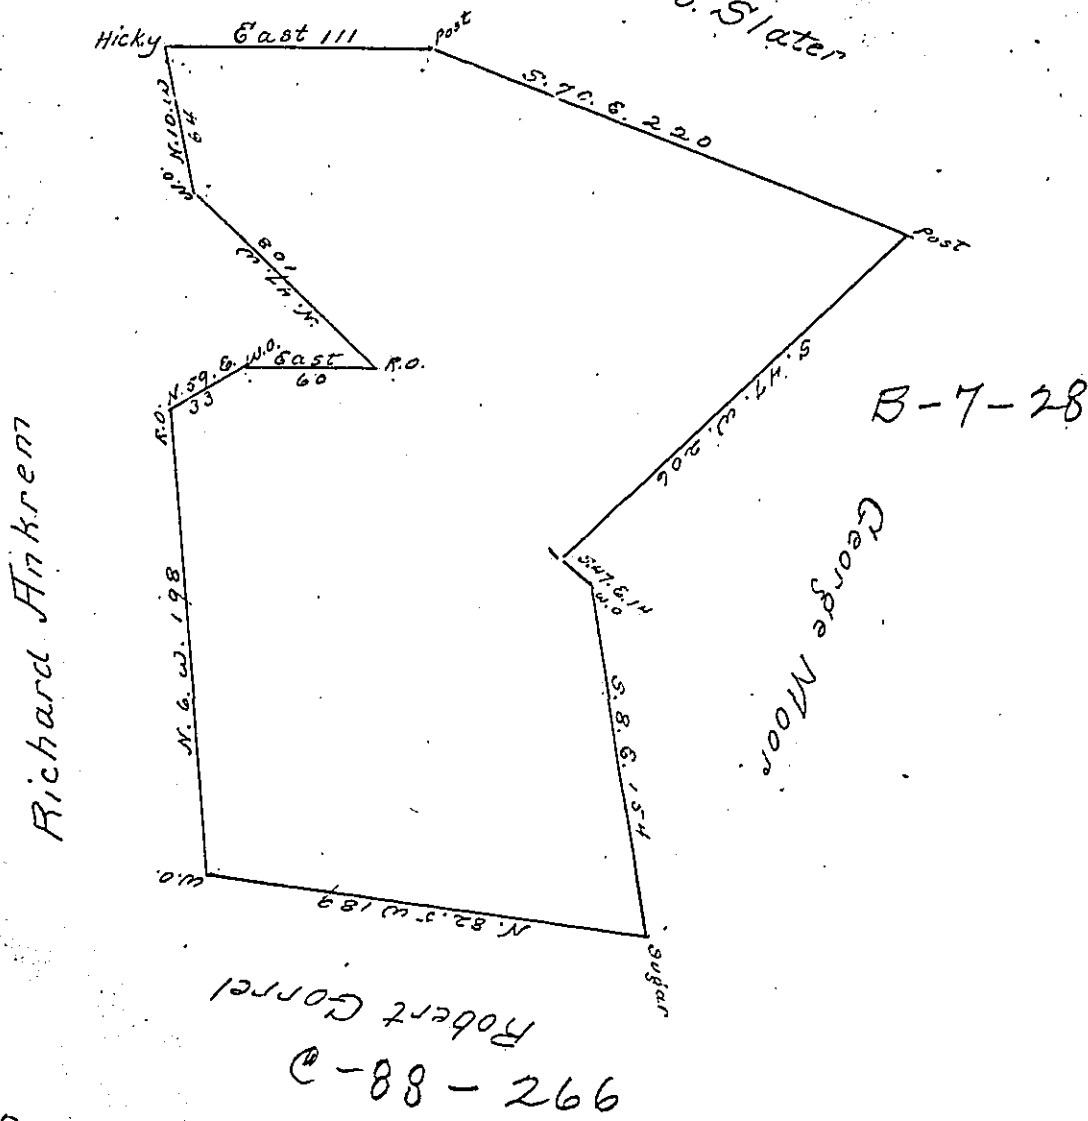 Slater
Hicky
East 111
Post
S. 70. E. 220
Post
N. 10. W
64
W.O.
N. 47. W
108
East
60
R.O.
W.O.
N. 59. E.
33
R.O.
S. 47. W. 206
B-7-28
George Moor
S. 47. E. 14
W.O
S. 8. E. 154
Richard Ankrem
N. 6. W. 198
W.O.
N. 82.5 W 189
Sugar
Robert Gorrel
266 - 88-